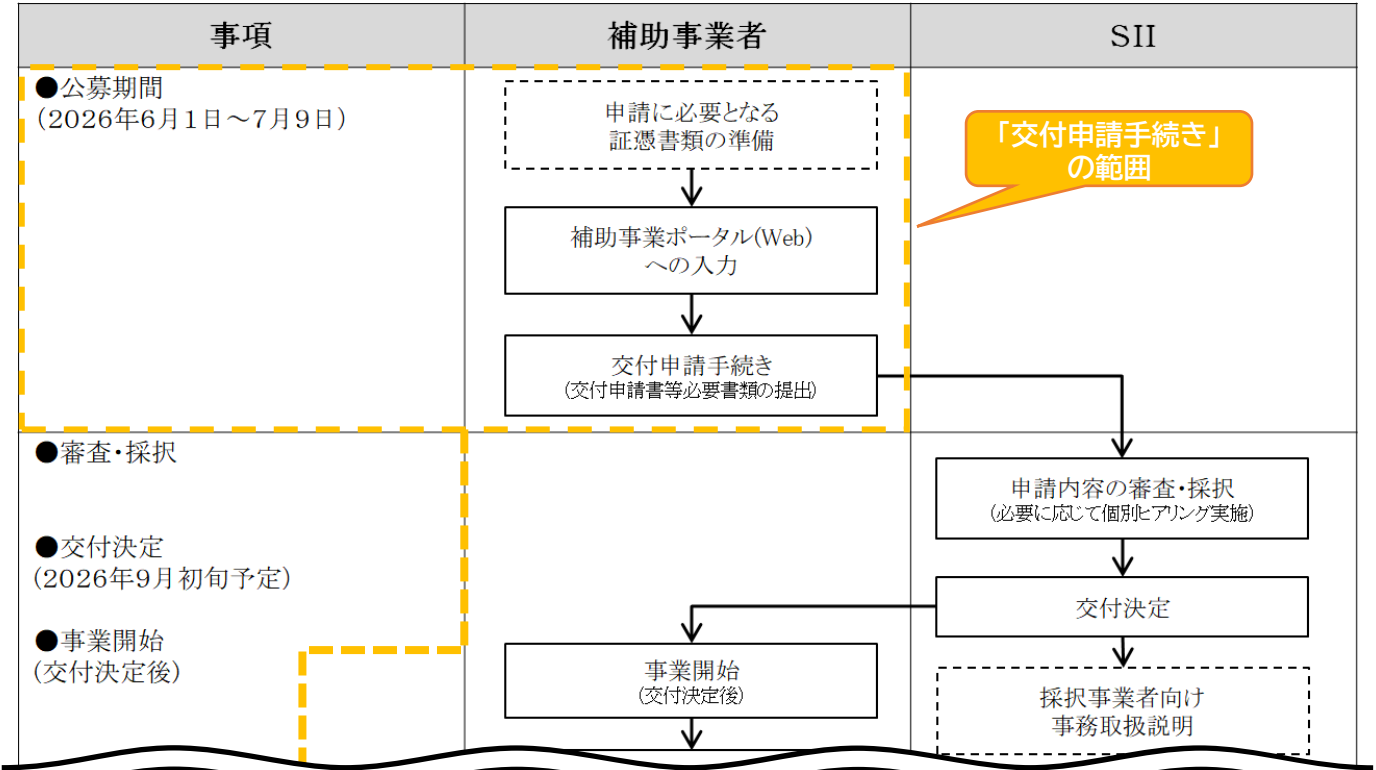 事項
補助事業者
SII
●公募期間
(2026年6月1日～7月9日)
申請に必要となる
証憑書類の準備
「交付申請手続き」
の範囲
補助事業ポータル(Web)
への入力
交付申請手続き
(交付申請書等必要書類の提出)
●審査・採択
申請内容の審査・採択
(必要に応じて個別ヒアリング実施)
●交付決定
(2026年9月初旬予定)
交付決定
●事業開始
(交付決定後)
事業開始
(交付決定後)
採択事業者向け
事務取扱説明